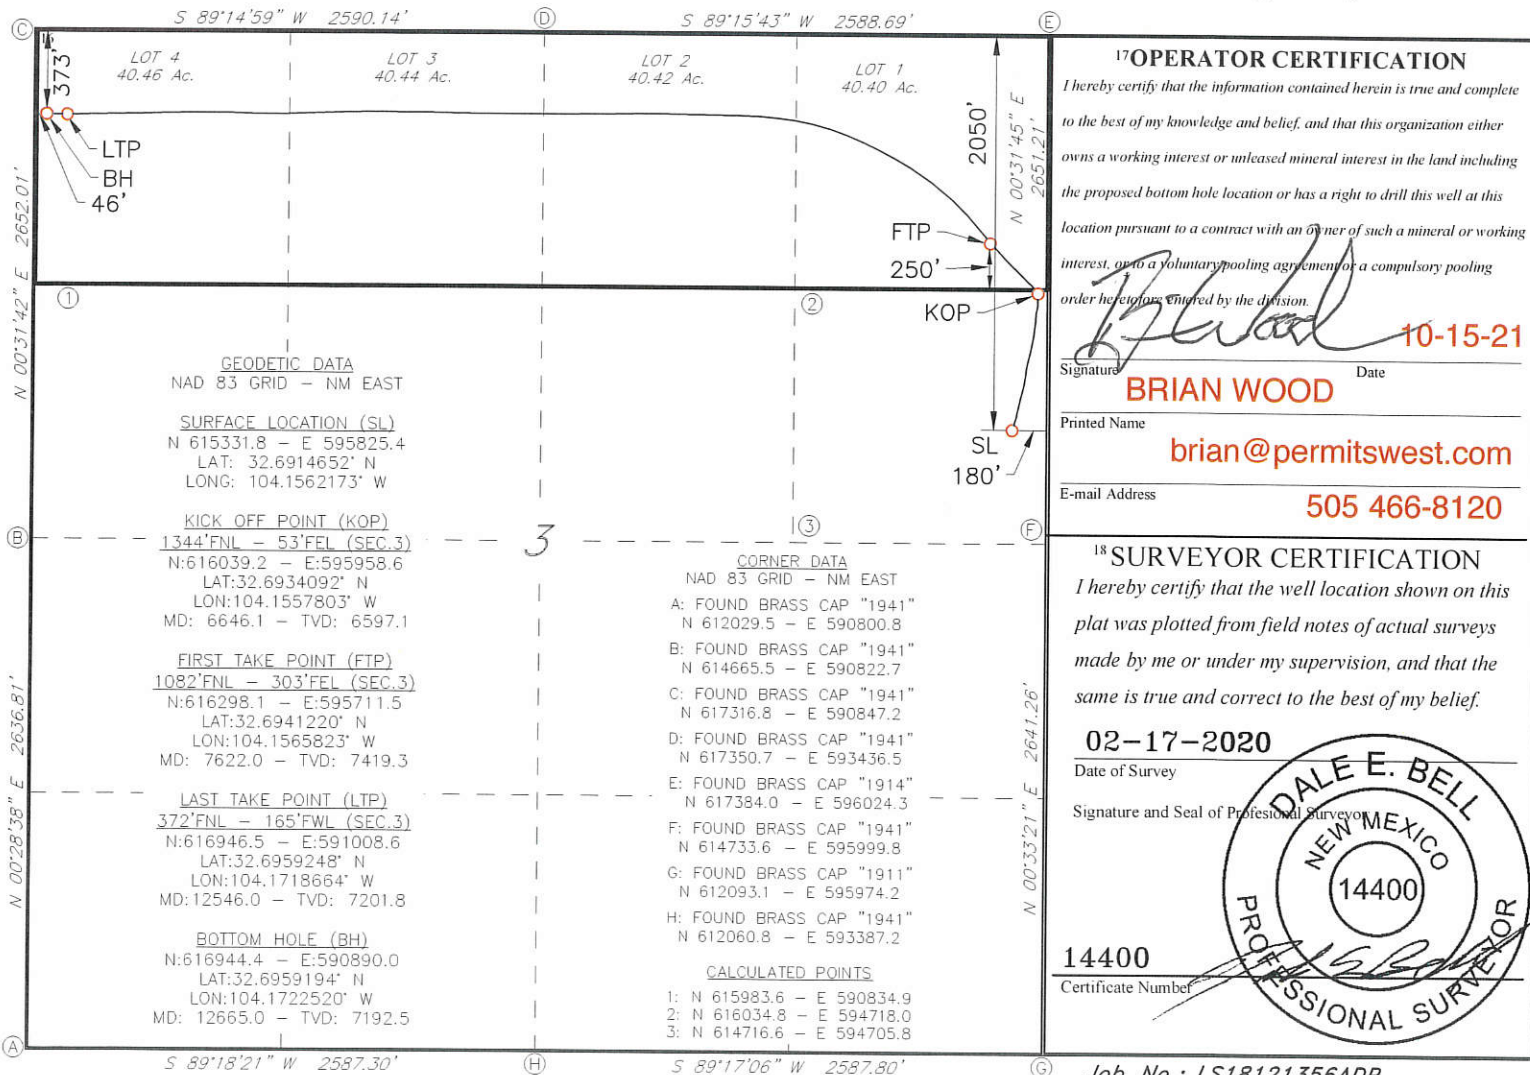 S 89°14'59" W 2590.14'
S 89°15'43" W 2588.69'
C
D
E
373'
LOT 4
40.46 Ac.
LOT 3
40.44 Ac.
LOT 2
40.42 Ac.
LOT 1
40.40 Ac.
LTP
BH
46'
2050'
N 00°31'45" E
2651.21'
FTP
250'
KOP
N 00°31'42" E 2652.01'
1
2
SL
180'
GEODETIC DATA
NAD 83 GRID – NM EAST
SURFACE LOCATION (SL)
N 615331.8 – E 595825.4
LAT: 32.6914652° N
LONG: 104.1562173° W
KICK OFF POINT (KOP)
1344'FNL – 53'FEL (SEC.3)
N:616039.2 – E:595958.6
LAT:32.6934092° N
LON:104.1557803° W
MD: 6646.1 – TVD: 6597.1
FIRST TAKE POINT (FTP)
1082'FNL – 303'FEL (SEC.3)
N:616298.1 – E:595711.5
LAT:32.6941220° N
LON:104.1565823° W
MD: 7622.0 – TVD: 7419.3
LAST TAKE POINT (LTP)
372'FNL – 165'FWL (SEC.3)
N:616946.5 – E:591008.6
LAT:32.6959248° N
LON:104.1718664° W
MD:12546.0 – TVD: 7201.8
BOTTOM HOLE (BH)
N:616944.4 – E:590890.0
LAT:32.6959194° N
LON:104.1722520° W
MD: 12665.0 – TVD: 7192.5
B
3
3
F
CORNER DATA
NAD 83 GRID – NM EAST
A: FOUND BRASS CAP "1941"
N 612029.5 – E 590800.8
B: FOUND BRASS CAP "1941"
N 614665.5 – E 590822.7
C: FOUND BRASS CAP "1941"
N 617316.8 – E 590847.2
D: FOUND BRASS CAP "1941"
N 617350.7 – E 593436.5
E: FOUND BRASS CAP "1914"
N 617384.0 – E 596024.3
F: FOUND BRASS CAP "1941"
N 614733.6 – E 595999.8
G: FOUND BRASS CAP "1911"
N 612093.1 – E 595974.2
H: FOUND BRASS CAP "1941"
N 612060.8 – E 593387.2
CALCULATED POINTS
1: N 615983.6 – E 590834.9
2: N 616034.8 – E 594718.0
3: N 614716.6 – E 594705.8
N 00°28'38" E 2636.81'
N 00°33'21" E 2641.26'
A
S 89°18'21" W 2587.30'
H
S 89°17'06" W 2587.80'
G
17 OPERATOR CERTIFICATION
I hereby certify that the information contained herein is true and complete
to the best of my knowledge and belief, and that this organization either
owns a working interest or unleased mineral interest in the land including
the proposed bottom hole location or has a right to drill this well at this
location pursuant to a contract with an owner of such a mineral or working
interest, or to a voluntary pooling agreement or a compulsory pooling
order heretofore entered by the division.
10-15-21
Signature Date
BRIAN WOOD
Printed Name
brian@permitswest.com
E-mail Address
505 466-8120
18 SURVEYOR CERTIFICATION
I hereby certify that the well location shown on this
plat was plotted from field notes of actual surveys
made by me or under my supervision, and that the
same is true and correct to the best of my belief.
02-17-2020
Date of Survey
Signature and Seal of Profesional Surveyor
DALE E. BELL
NEW MEXICO
14400
PROFESSIONAL SURVEYOR
14400
Certificate Number
Job No.: LS18121356ADR